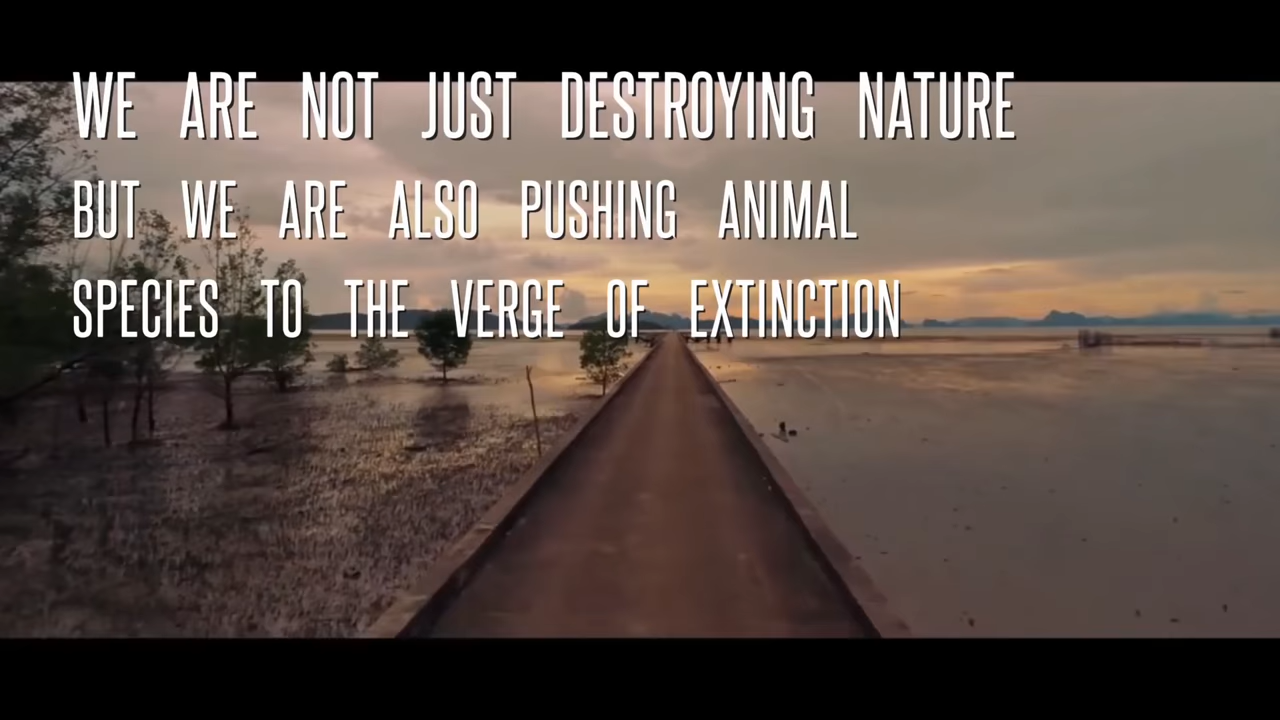 WE ARE NOT JUST DESTROYING NATURE
BUT WE ARE ALSO PUSHING ANIMAL
SPECIES TO THE VERGE OF EXTINCTION